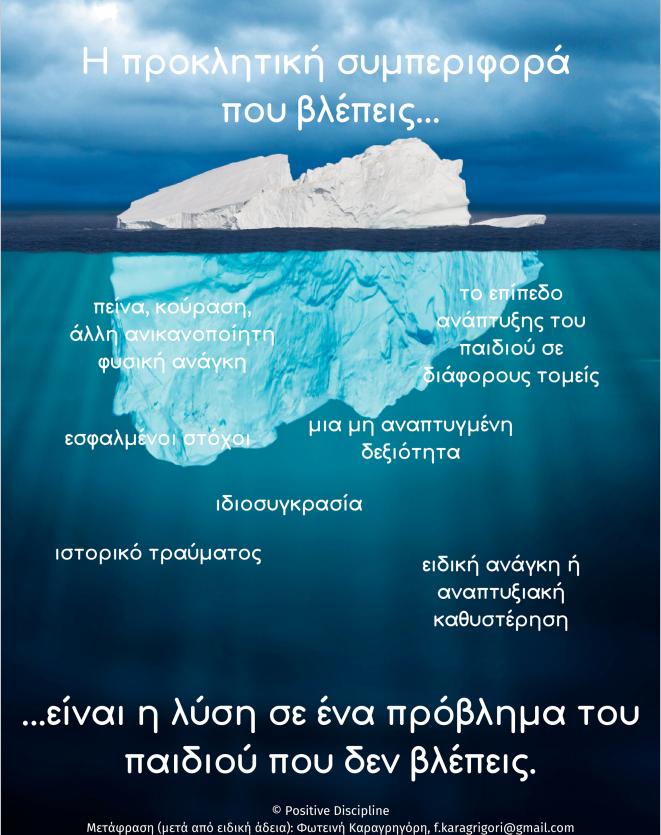 Η προκλητική συμπεριφορά
που βλέπεις...
πείνα, κούραση,
άλλη ανικανοποίητη
φυσική ανάγκη
το επίπεδο
ανάπτυξης του
παιδιού σε
διάφορους τομείς
εσφαλμένοι στόχοι
μια μη αναπτυγμένη
δεξιότητα
ιδιοσυγκρασία
ιστορικό τραύματος
ειδική ανάγκη ή
αναπτυξιακή
καθυστέρηση
...είναι η λύση σε ένα πρόβλημα του
παιδιού που δεν βλέπεις.
© Positive Discipline
Μετάφραση (μετά από ειδική άδεια): Φωτεινή Καραγρηγόρη, f.karagrigori@gmail.com